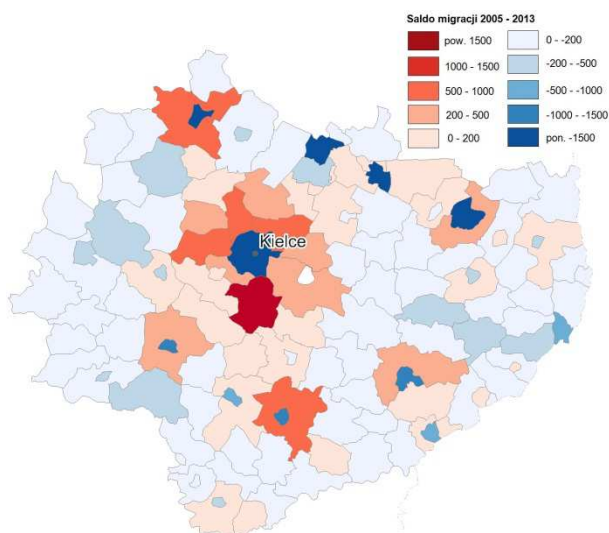 Saldo migracji 2005 - 2013
pow. 1500
1000 - 1500
500 - 1000
200 - 500
0 - 200
0 - -200
-200 - -500
-500 - -1000
-1000 - -1500
pon. -1500
Kielce